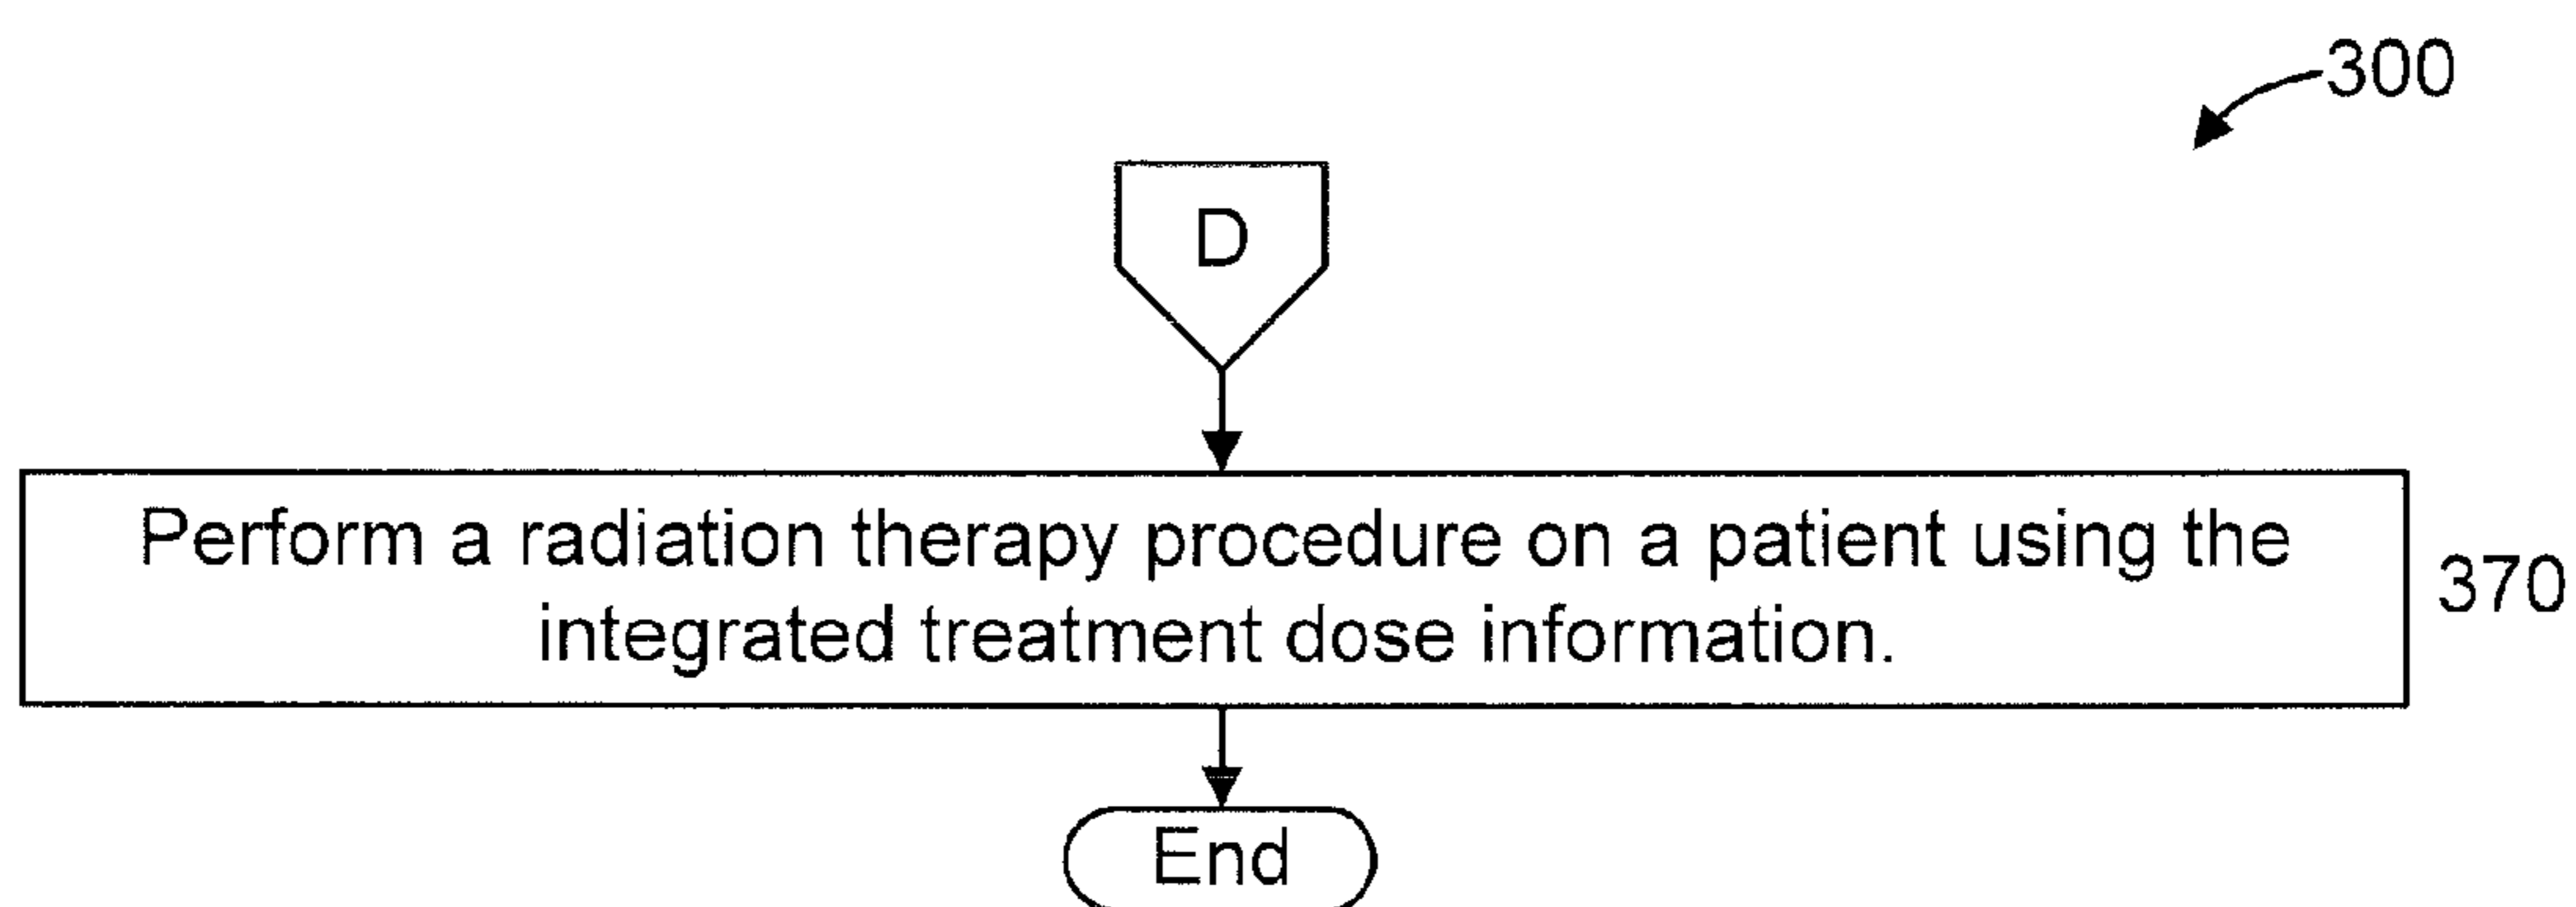 300
D
Perform a radiation therapy procedure on a patient using the
integrated treatment dose information.
370
End